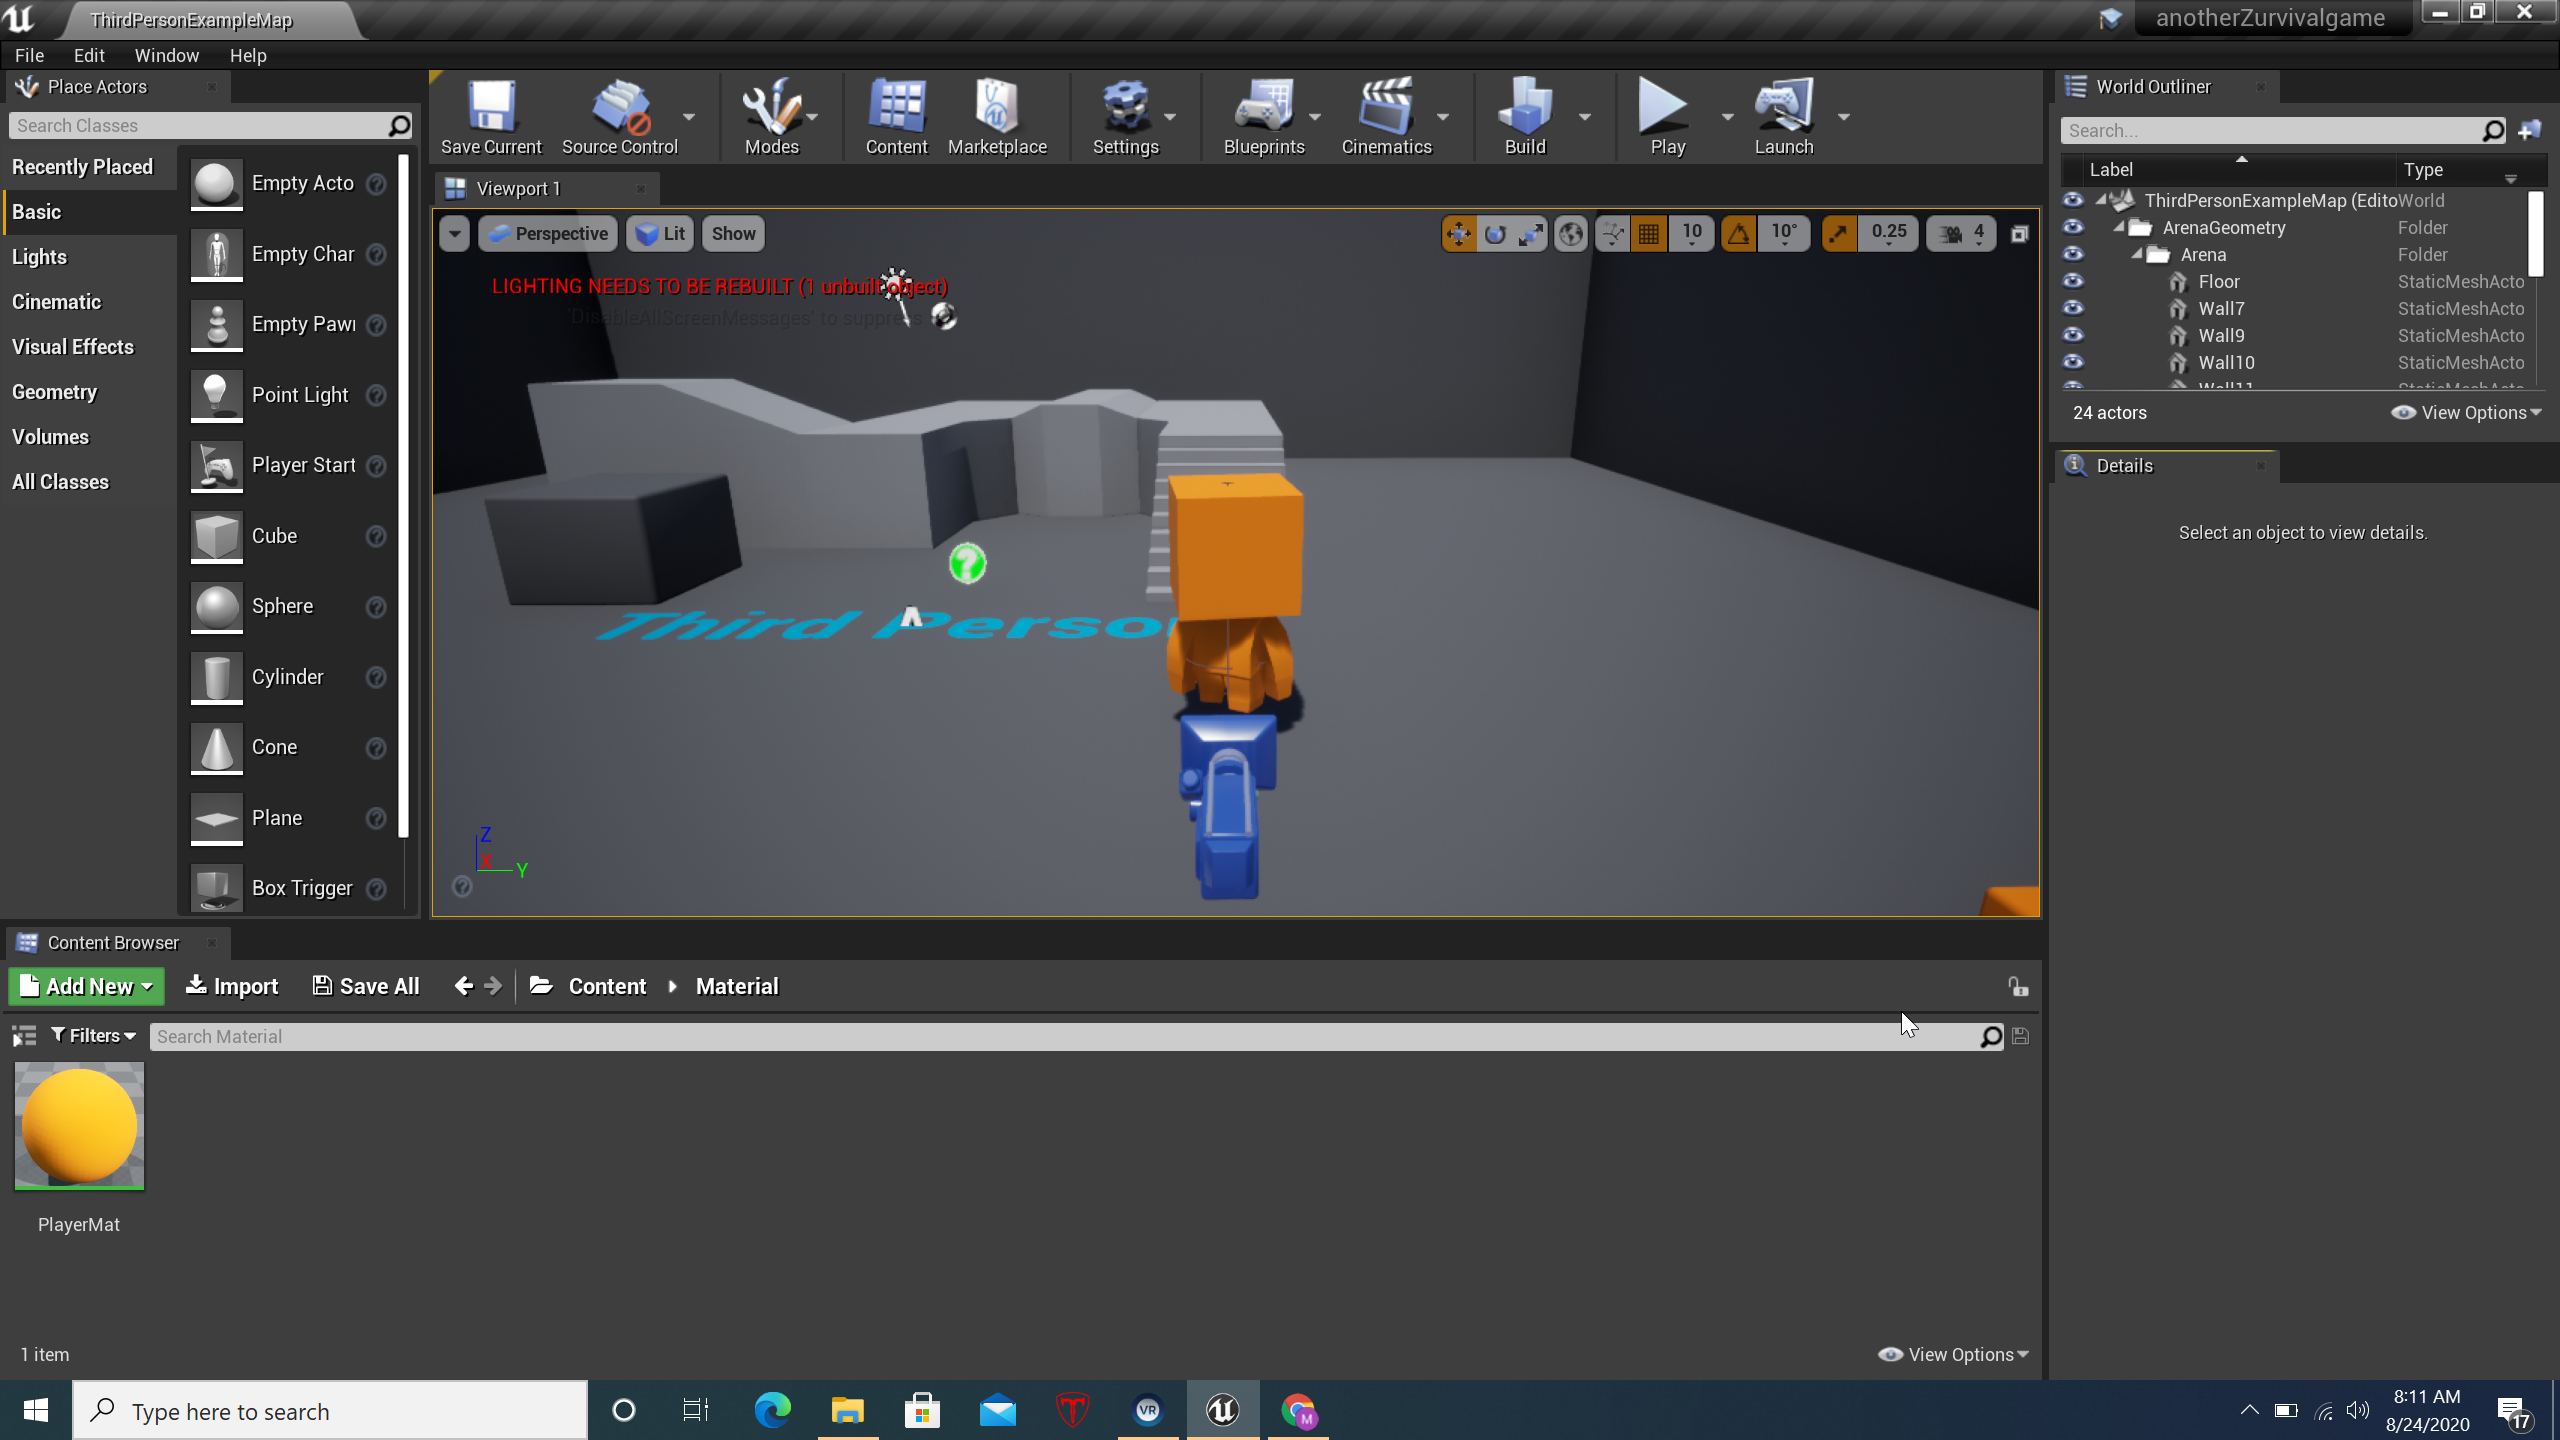 ThirdPersonExampleMap
anotherZurvivalgame
File Edit Window Help
Place Actors
Search Classes
Recently Placed
Basic
Lights
Cinematic
Visual Effects
Geometry
Volumes
All Classes
Empty Acto
Empty Char
Empty Pawn
Point Light
Player Start
Cube
Sphere
Cylinder
Cone
Plane
Box Trigger
Save Current
Source Control
Modes
Content
Marketplace
Settings
Blueprints
Cinematics
Build
Play
Launch
Viewport 1
Perspective Lit Show
10 10° 0.25 4
LIGHTING NEEDS TO BE REBUILT (1 unbuilt object)
'DisableAllScreenMessages' to suppress
Third Perso
Z
X
Y
World Outliner
Search...
Label Type
ThirdPersonExampleMap (Edito World
ArenaGeometry Folder
Arena Folder
Floor StaticMeshActo
Wall7 StaticMeshActo
Wall9 StaticMeshActo
Wall10 StaticMeshActo
Wall11 StaticMeshActo
24 actors View Options
Details
Select an object to view details.
Content Browser
Add New Import Save All Content Material
Filters Search Material
PlayerMat
1 item View Options
Type here to search
VR
M
8:11 AM
8/24/2020
17